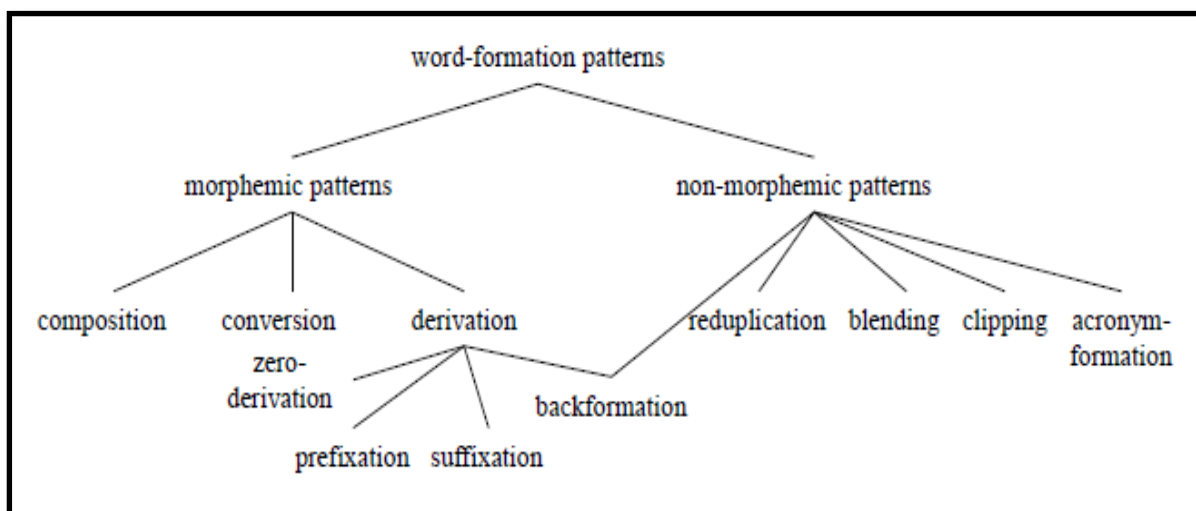 word-formation patterns
morphemic patterns non-morphemic patterns
composition conversion derivation reduplication blending clipping acronym-
formation
zero-
derivation
backformation
prefixation suffixation